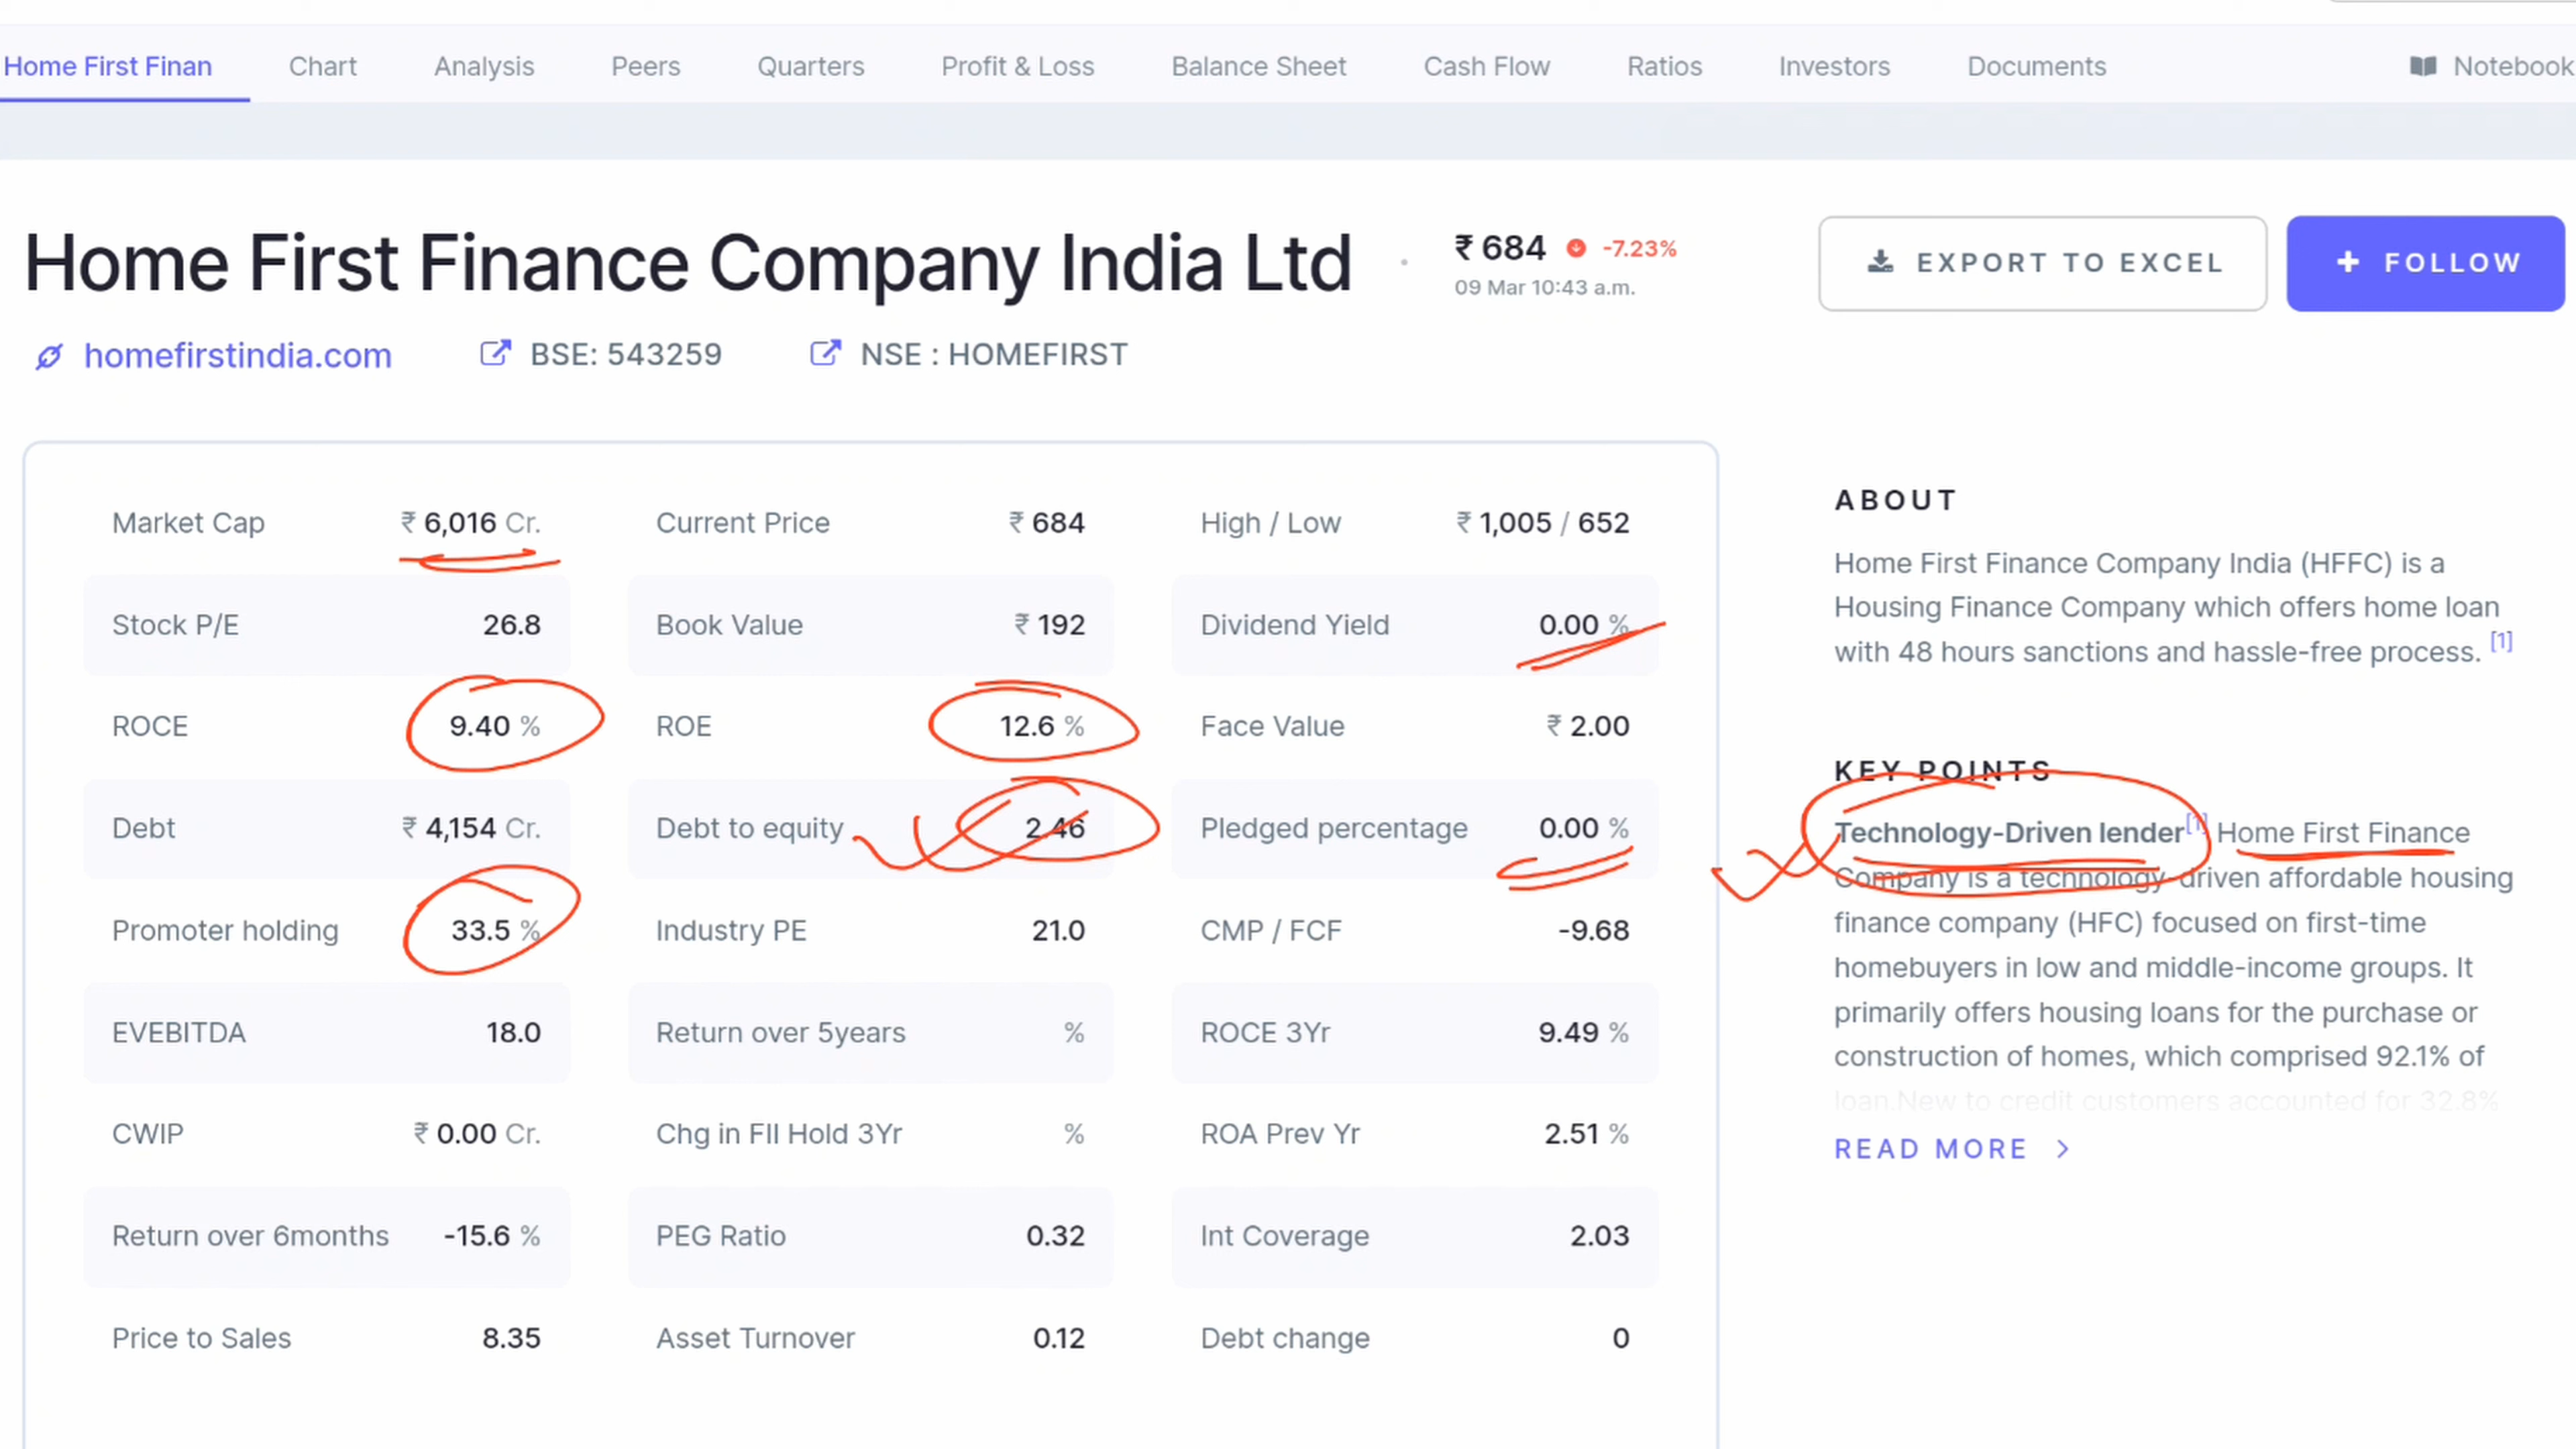 Home First Finan Chart Analysis Peers Quarters Profit & Loss Balance Sheet Cash Flow Ratios Investors Documents Notebook
Home First Finance Company India Ltd · ₹ 684 -7.23%
09 Mar 10:43 a.m.
EXPORT TO EXCEL
+ FOLLOW
homefirstindia.com BSE: 543259 NSE : HOMEFIRST
Market Cap ₹ 6,016 Cr. Current Price ₹ 684 High / Low ₹ 1,005 / 652
Stock P/E 26.8 Book Value ₹ 192 Dividend Yield 0.00 %
ROCE 9.40 % ROE 12.6 % Face Value ₹ 2.00
Debt ₹ 4,154 Cr. Debt to equity 2.46 Pledged percentage 0.00 %
Promoter holding 33.5 % Industry PE 21.0 CMP / FCF -9.68
EVEBITDA 18.0 Return over 5years % ROCE 3Yr 9.49 %
CWIP ₹ 0.00 Cr. Chg in FII Hold 3Yr % ROA Prev Yr 2.51 %
Return over 6months -15.6 % PEG Ratio 0.32 Int Coverage 2.03
Price to Sales 8.35 Asset Turnover 0.12 Debt change 0
ABOUT
Home First Finance Company India (HFFC) is a
Housing Finance Company which offers home loan
with 48 hours sanctions and hassle-free process. [1]
KEY POINTS
Technology-Driven lender[1] Home First Finance
Company is a technology-driven affordable housing
finance company (HFC) focused on first-time
homebuyers in low and middle-income groups. It
primarily offers housing loans for the purchase or
construction of homes, which comprised 92.1% of
loan.New to credit customers accounted for 32.8%
READ MORE >